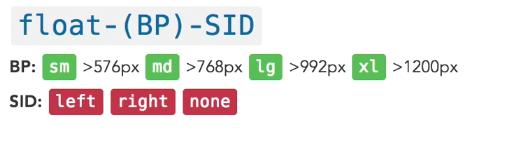 float-(BP)-SID
BP: sm >576px md >768px lg >992px xl >1200px
SID: left right none